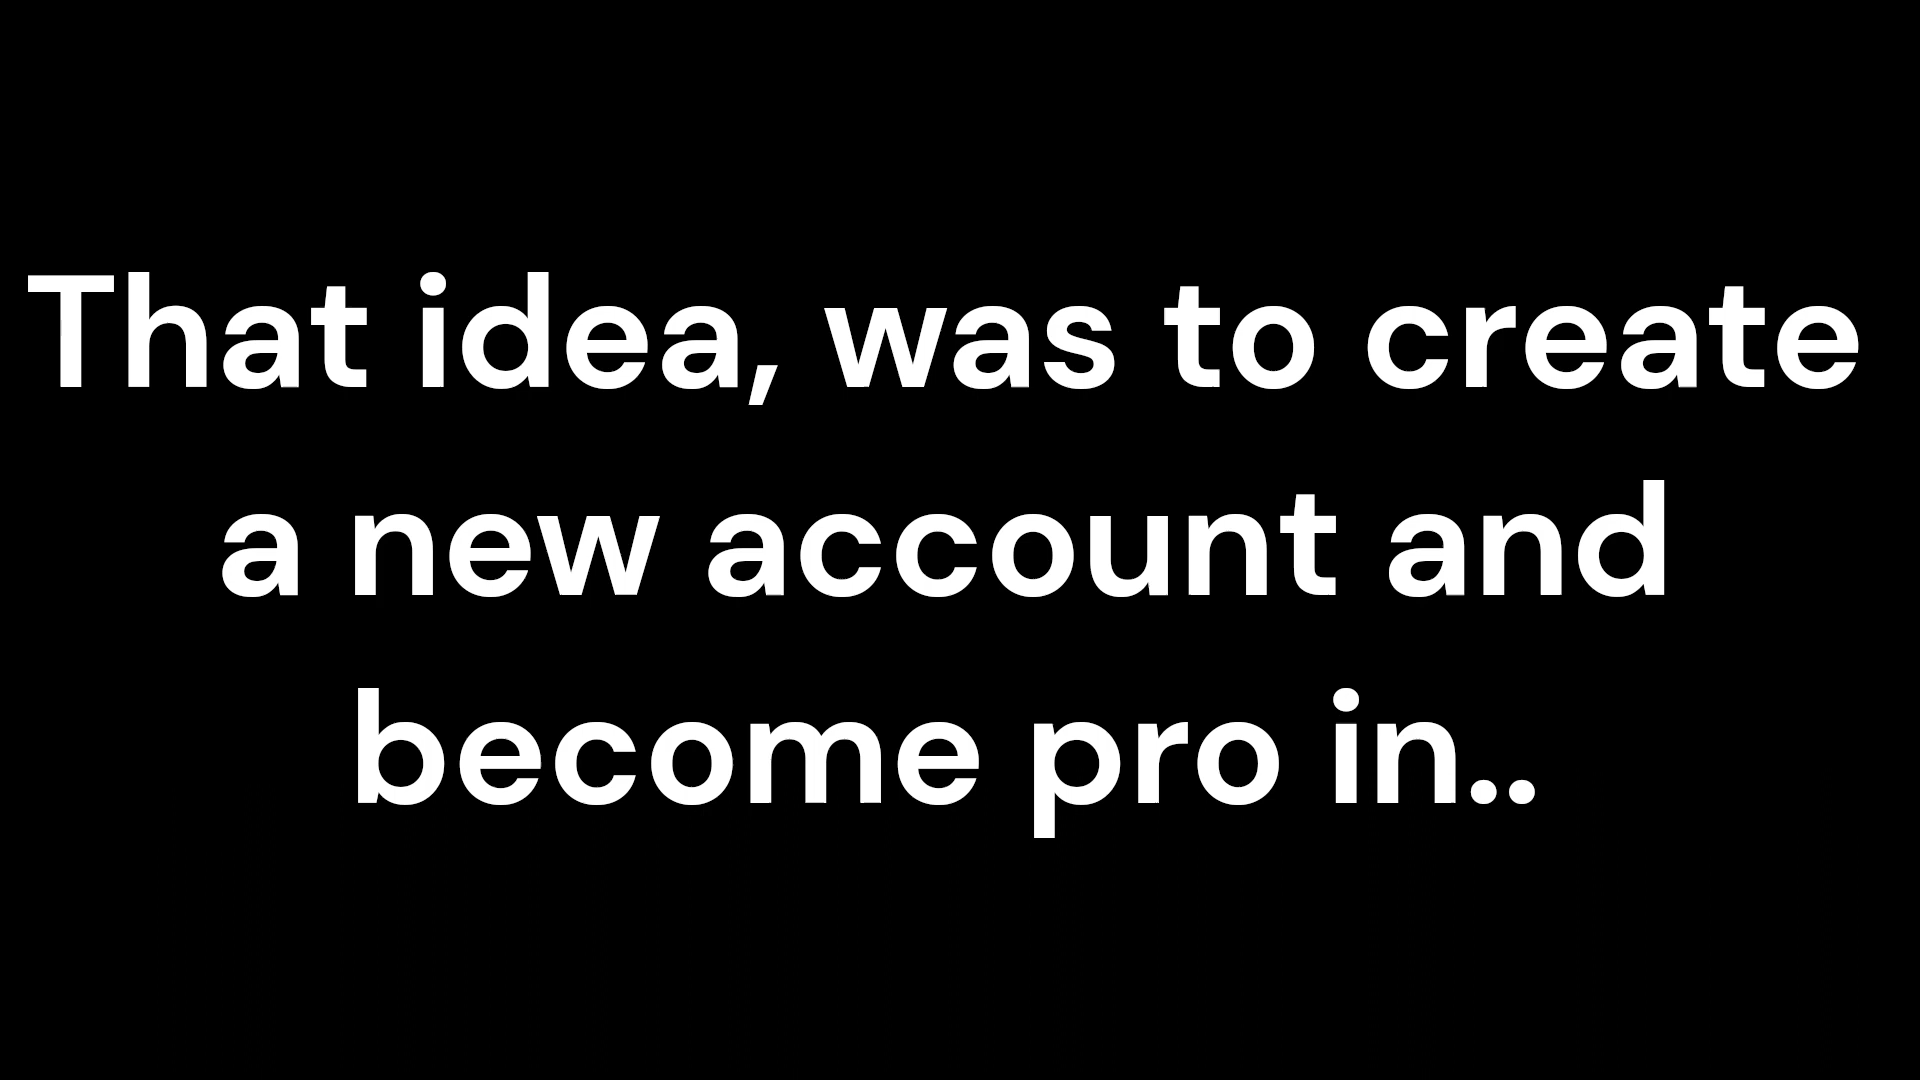 That idea, was to create
a new account and
become pro in..